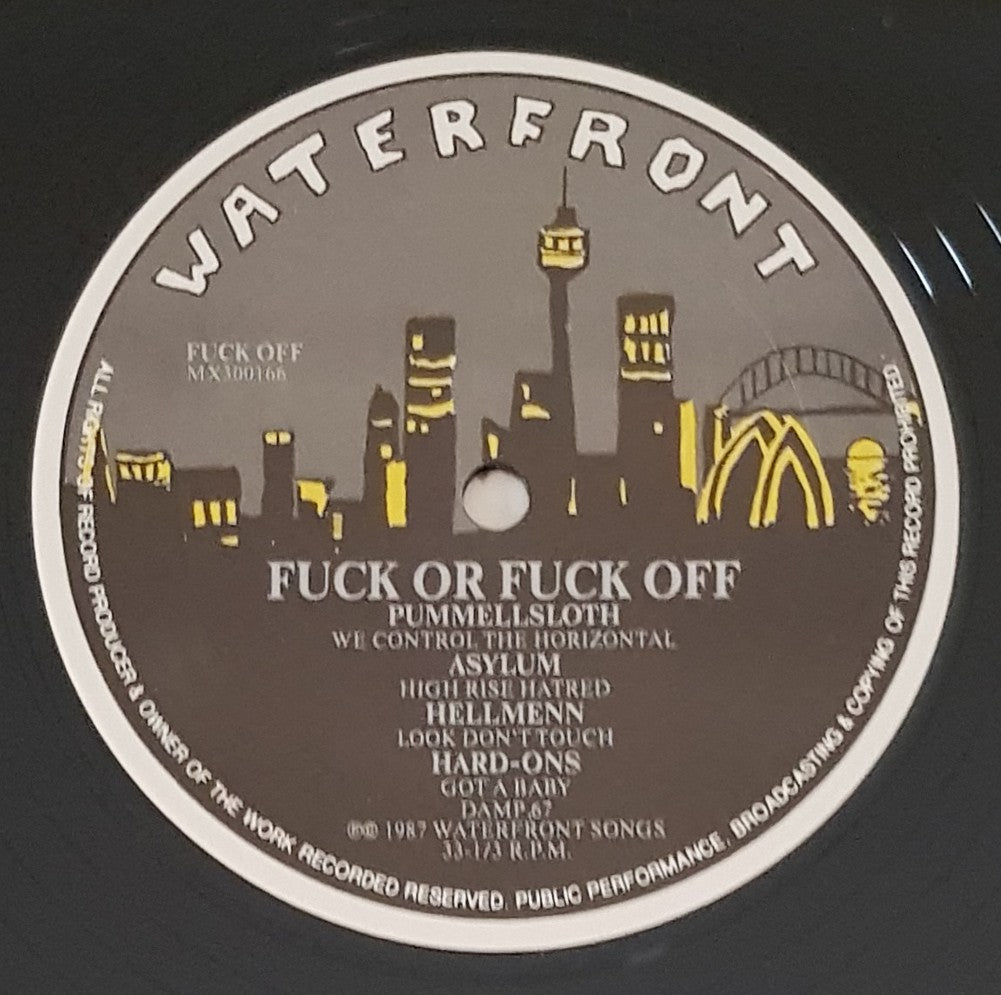 WATERFRONT
FUCK OFF
MX300166
FUCK OR FUCK OFF
PUMMELLSLOTH
WE CONTROL THE HORIZONTAL
ASYLUM
HIGH RISE HATRED
HELLMENN
LOOK DON'T TOUCH
HARD-ONS
GOT A BABY
DAMP 67
℗© 1987 WATERFRONT SONGS
33-1/3 R.P.M.
ALL RIGHTS OF RECORD PRODUCER & OWNER OF THE WORK RECORDED RESERVED. PUBLIC PERFORMANCE, BROADCASTING & COPYING OF THIS RECORD PROHIBITED.